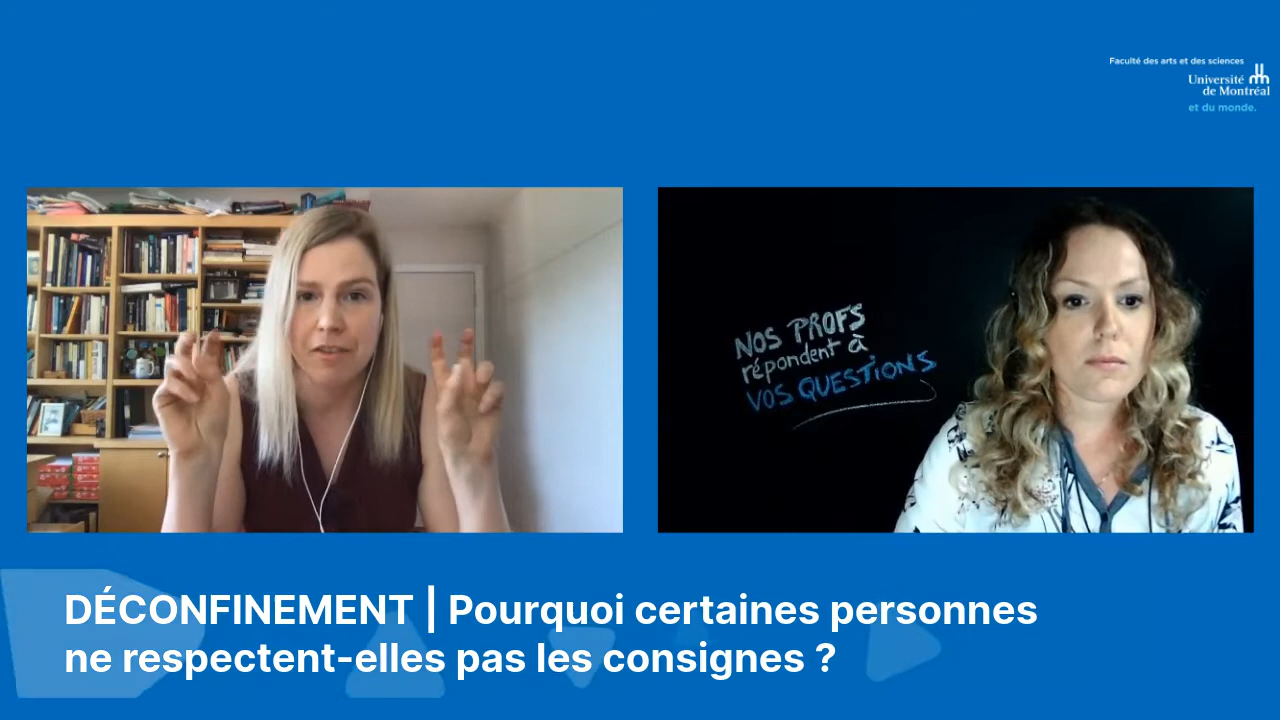 Faculté des arts et des sciences
Université
de Montréal
et du monde.
NOS PROFS
répondent à
VOS QUESTIONS
DÉCONFINEMENT | Pourquoi certaines personnes
ne respectent-elles pas les consignes ?